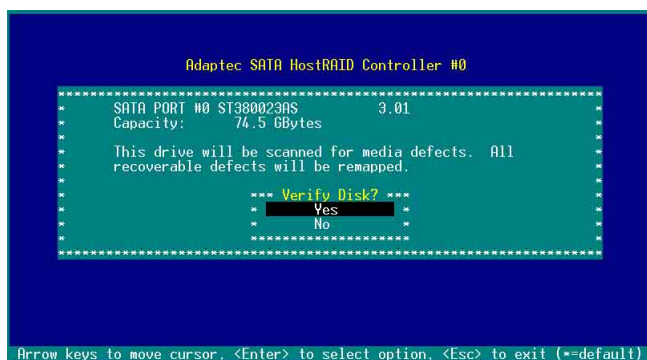 Adaptec SATA HostRAID Controller #0
SATA PORT #0 ST380023AS 3.01
Capacity: 74.5 GBytes
This drive will be scanned for media defects. All
recoverable defects will be remapped.
*** Verify Disk? ***
Yes
No
Arrow keys to move cursor, <Enter> to select option, <Esc> to exit (*=default)